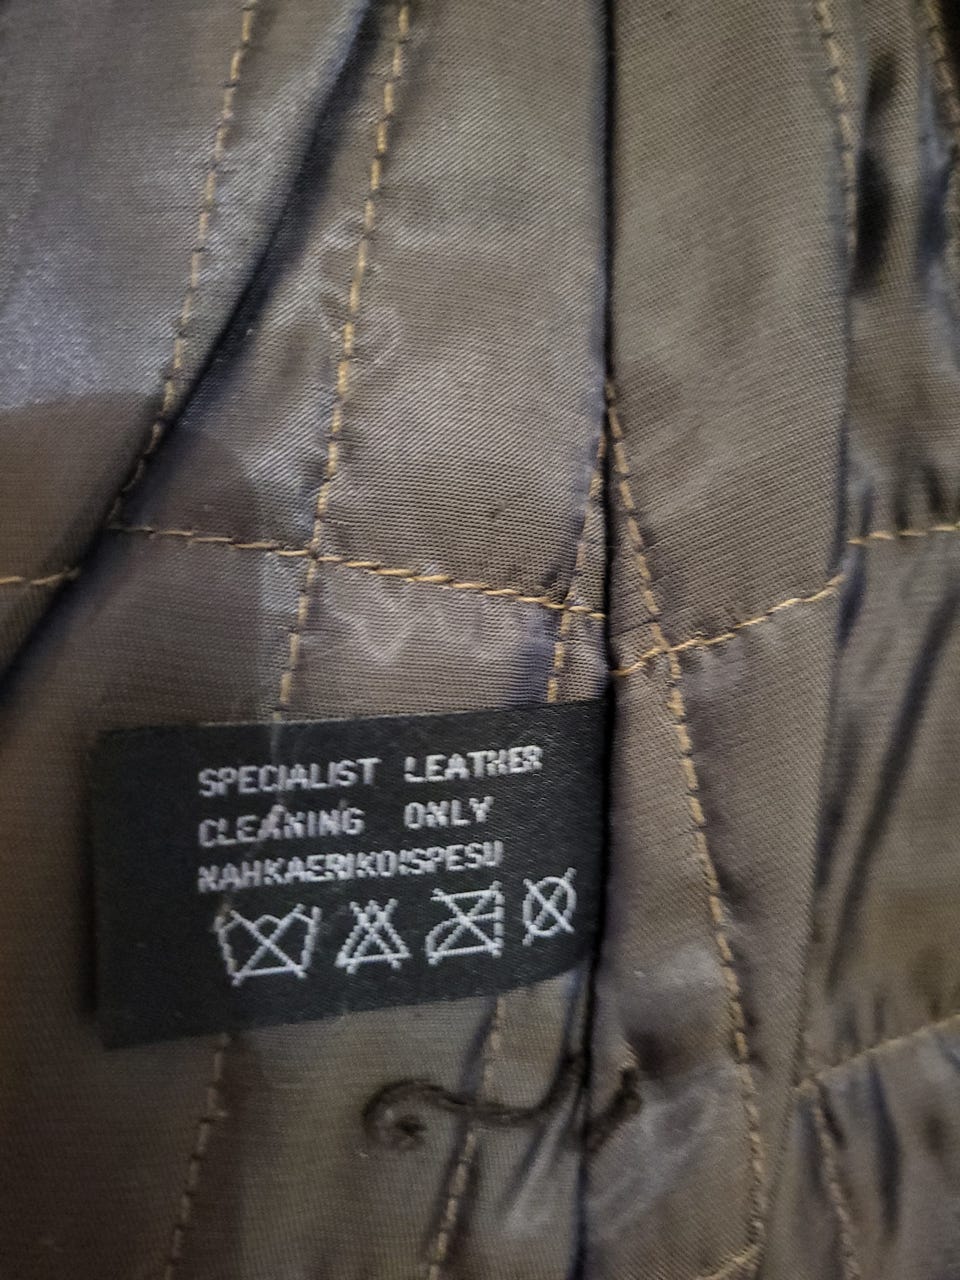 SPECIALIST LEATHER
CLEANING ONLY
NAHKAERIKOISPESU